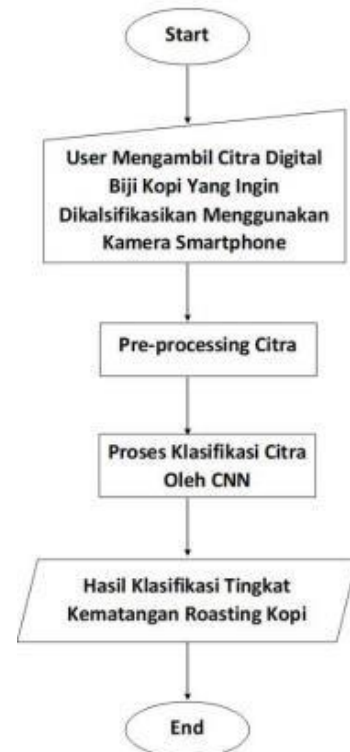 Start
User Mengambil Citra Digital
Biji Kopi Yang Ingin
Dikalsifikasikan Menggunakan
Kamera Smartphone
Pre-processing Citra
Proses Klasifikasi Citra
Oleh CNN
Hasil Klasifikasi Tingkat
Kematangan Roasting Kopi
End